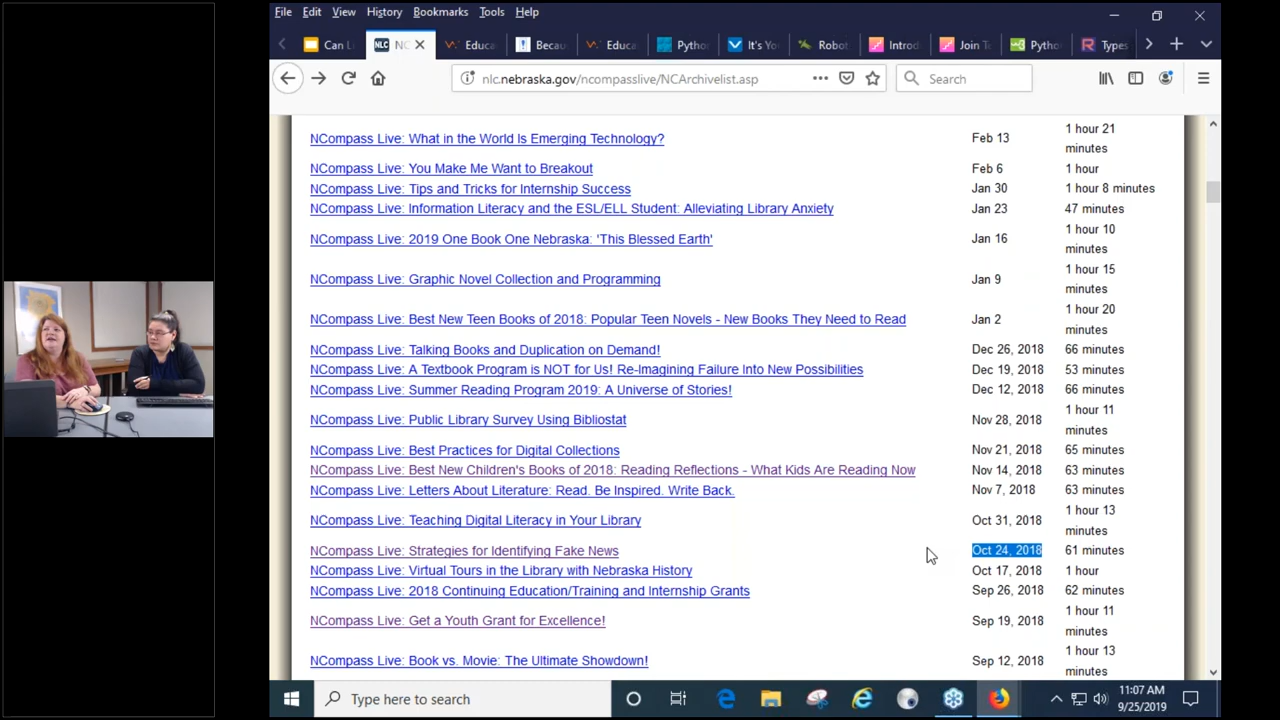 File Edit View History Bookmarks Tools Help
Can Li
NLC NC
Educa
Becau
Educa
Pythor
It's Yo
Robot
Introd
Join T
Pythor
Types
nlc.nebraska.gov/ncompasslive/NCArchivelist.asp
Search
NCompass Live: What in the World Is Emerging Technology? Feb 13 1 hour 21 minutes
NCompass Live: You Make Me Want to Breakout Feb 6 1 hour
NCompass Live: Tips and Tricks for Internship Success Jan 30 1 hour 8 minutes
NCompass Live: Information Literacy and the ESL/ELL Student: Alleviating Library Anxiety Jan 23 47 minutes
NCompass Live: 2019 One Book One Nebraska: 'This Blessed Earth' Jan 16 1 hour 10 minutes
NCompass Live: Graphic Novel Collection and Programming Jan 9 1 hour 15 minutes
NCompass Live: Best New Teen Books of 2018: Popular Teen Novels - New Books They Need to Read Jan 2 1 hour 20 minutes
NCompass Live: Talking Books and Duplication on Demand! Dec 26, 2018 66 minutes
NCompass Live: A Textbook Program is NOT for Us! Re-Imagining Failure Into New Possibilities Dec 19, 2018 53 minutes
NCompass Live: Summer Reading Program 2019: A Universe of Stories! Dec 12, 2018 66 minutes
NCompass Live: Public Library Survey Using Bibliostat Nov 28, 2018 1 hour 11 minutes
NCompass Live: Best Practices for Digital Collections Nov 21, 2018 65 minutes
NCompass Live: Best New Children's Books of 2018: Reading Reflections - What Kids Are Reading Now Nov 14, 2018 63 minutes
NCompass Live: Letters About Literature: Read. Be Inspired. Write Back. Nov 7, 2018 63 minutes
NCompass Live: Teaching Digital Literacy in Your Library Oct 31, 2018 1 hour 13 minutes
NCompass Live: Strategies for Identifying Fake News Oct 24, 2018 61 minutes
NCompass Live: Virtual Tours in the Library with Nebraska History Oct 17, 2018 1 hour
NCompass Live: 2018 Continuing Education/Training and Internship Grants Sep 26, 2018 62 minutes
NCompass Live: Get a Youth Grant for Excellence! Sep 19, 2018 1 hour 11 minutes
NCompass Live: Book vs. Movie: The Ultimate Showdown! Sep 12, 2018 1 hour 13 minutes
Type here to search
11:07 AM
9/25/2019